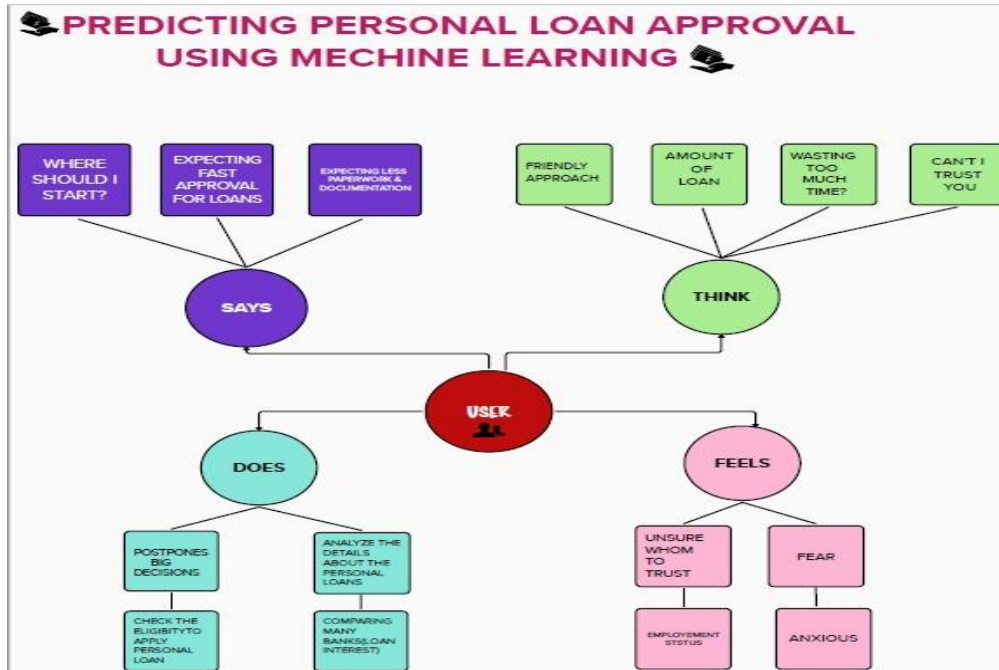 PREDICTING PERSONAL LOAN APPROVAL
USING MECHINE LEARNING
WHERE
SHOULD I
START?
EXPECTING
FAST
APPROVAL
FOR LOANS
EXPECTING LESS
PAPERWORK &
DOCUMENTATION
FRIENDLY
APPROACH
AMOUNT
OF
LOAN
WASTING
TOO
MUCH
TIME?
CAN'T I
TRUST
YOU
SAYS
THINK
USER
DOES
FEELS
POSTPONES
BIG
DECISIONS
ANALYZE THE
DETAILS
ABOUT THE
PERSONAL
LOANS
UNSURE
WHOM
TO
TRUST
FEAR
CHECK THE
ELIGIBITYTO
APPLY
PERSONAL
LOAN
COMPARING
MANY
BANKS(LOAN
INTEREST)
EMPLOYEMENT
STSTUS
ANXIOUS